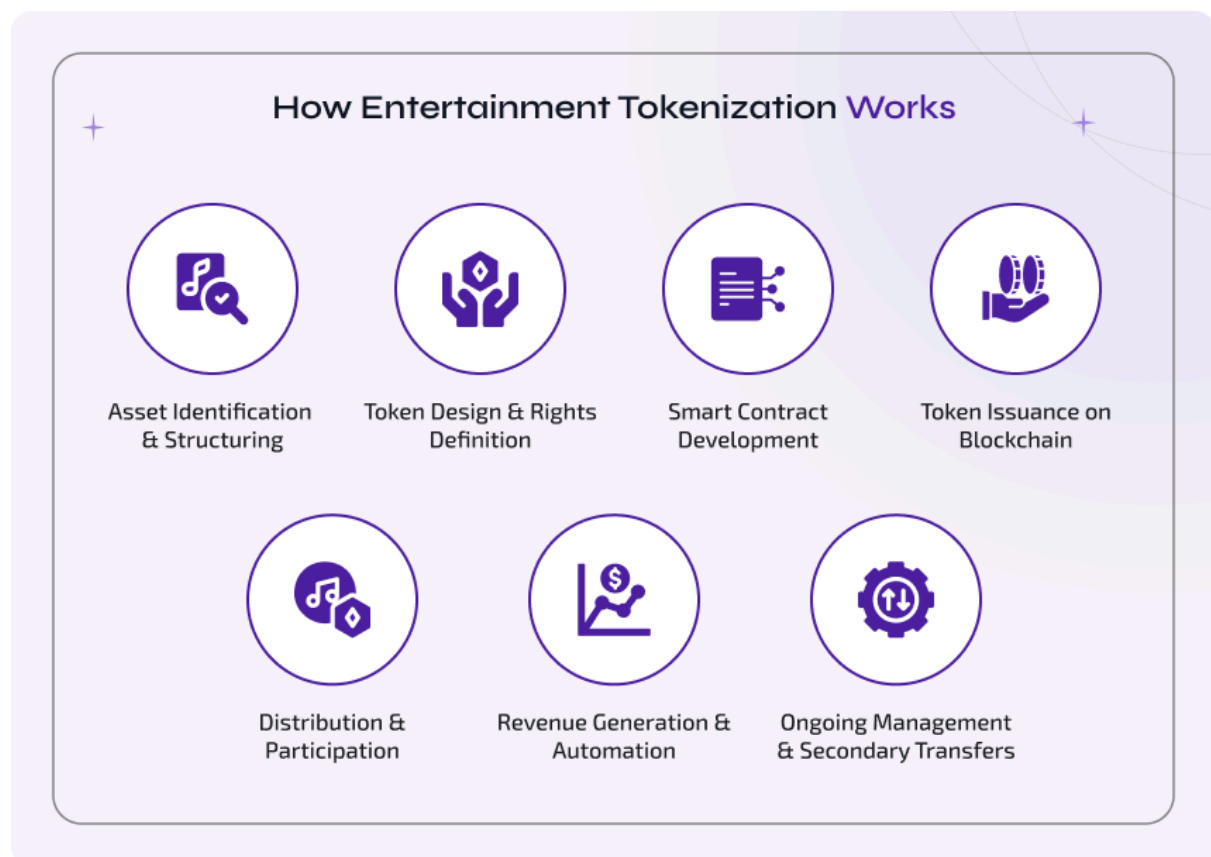 How Entertainment Tokenization Works
Asset Identification
& Structuring
Token Design & Rights
Definition
Smart Contract
Development
Token Issuance on
Blockchain
Distribution &
Participation
Revenue Generation &
Automation
Ongoing Management
& Secondary Transfers